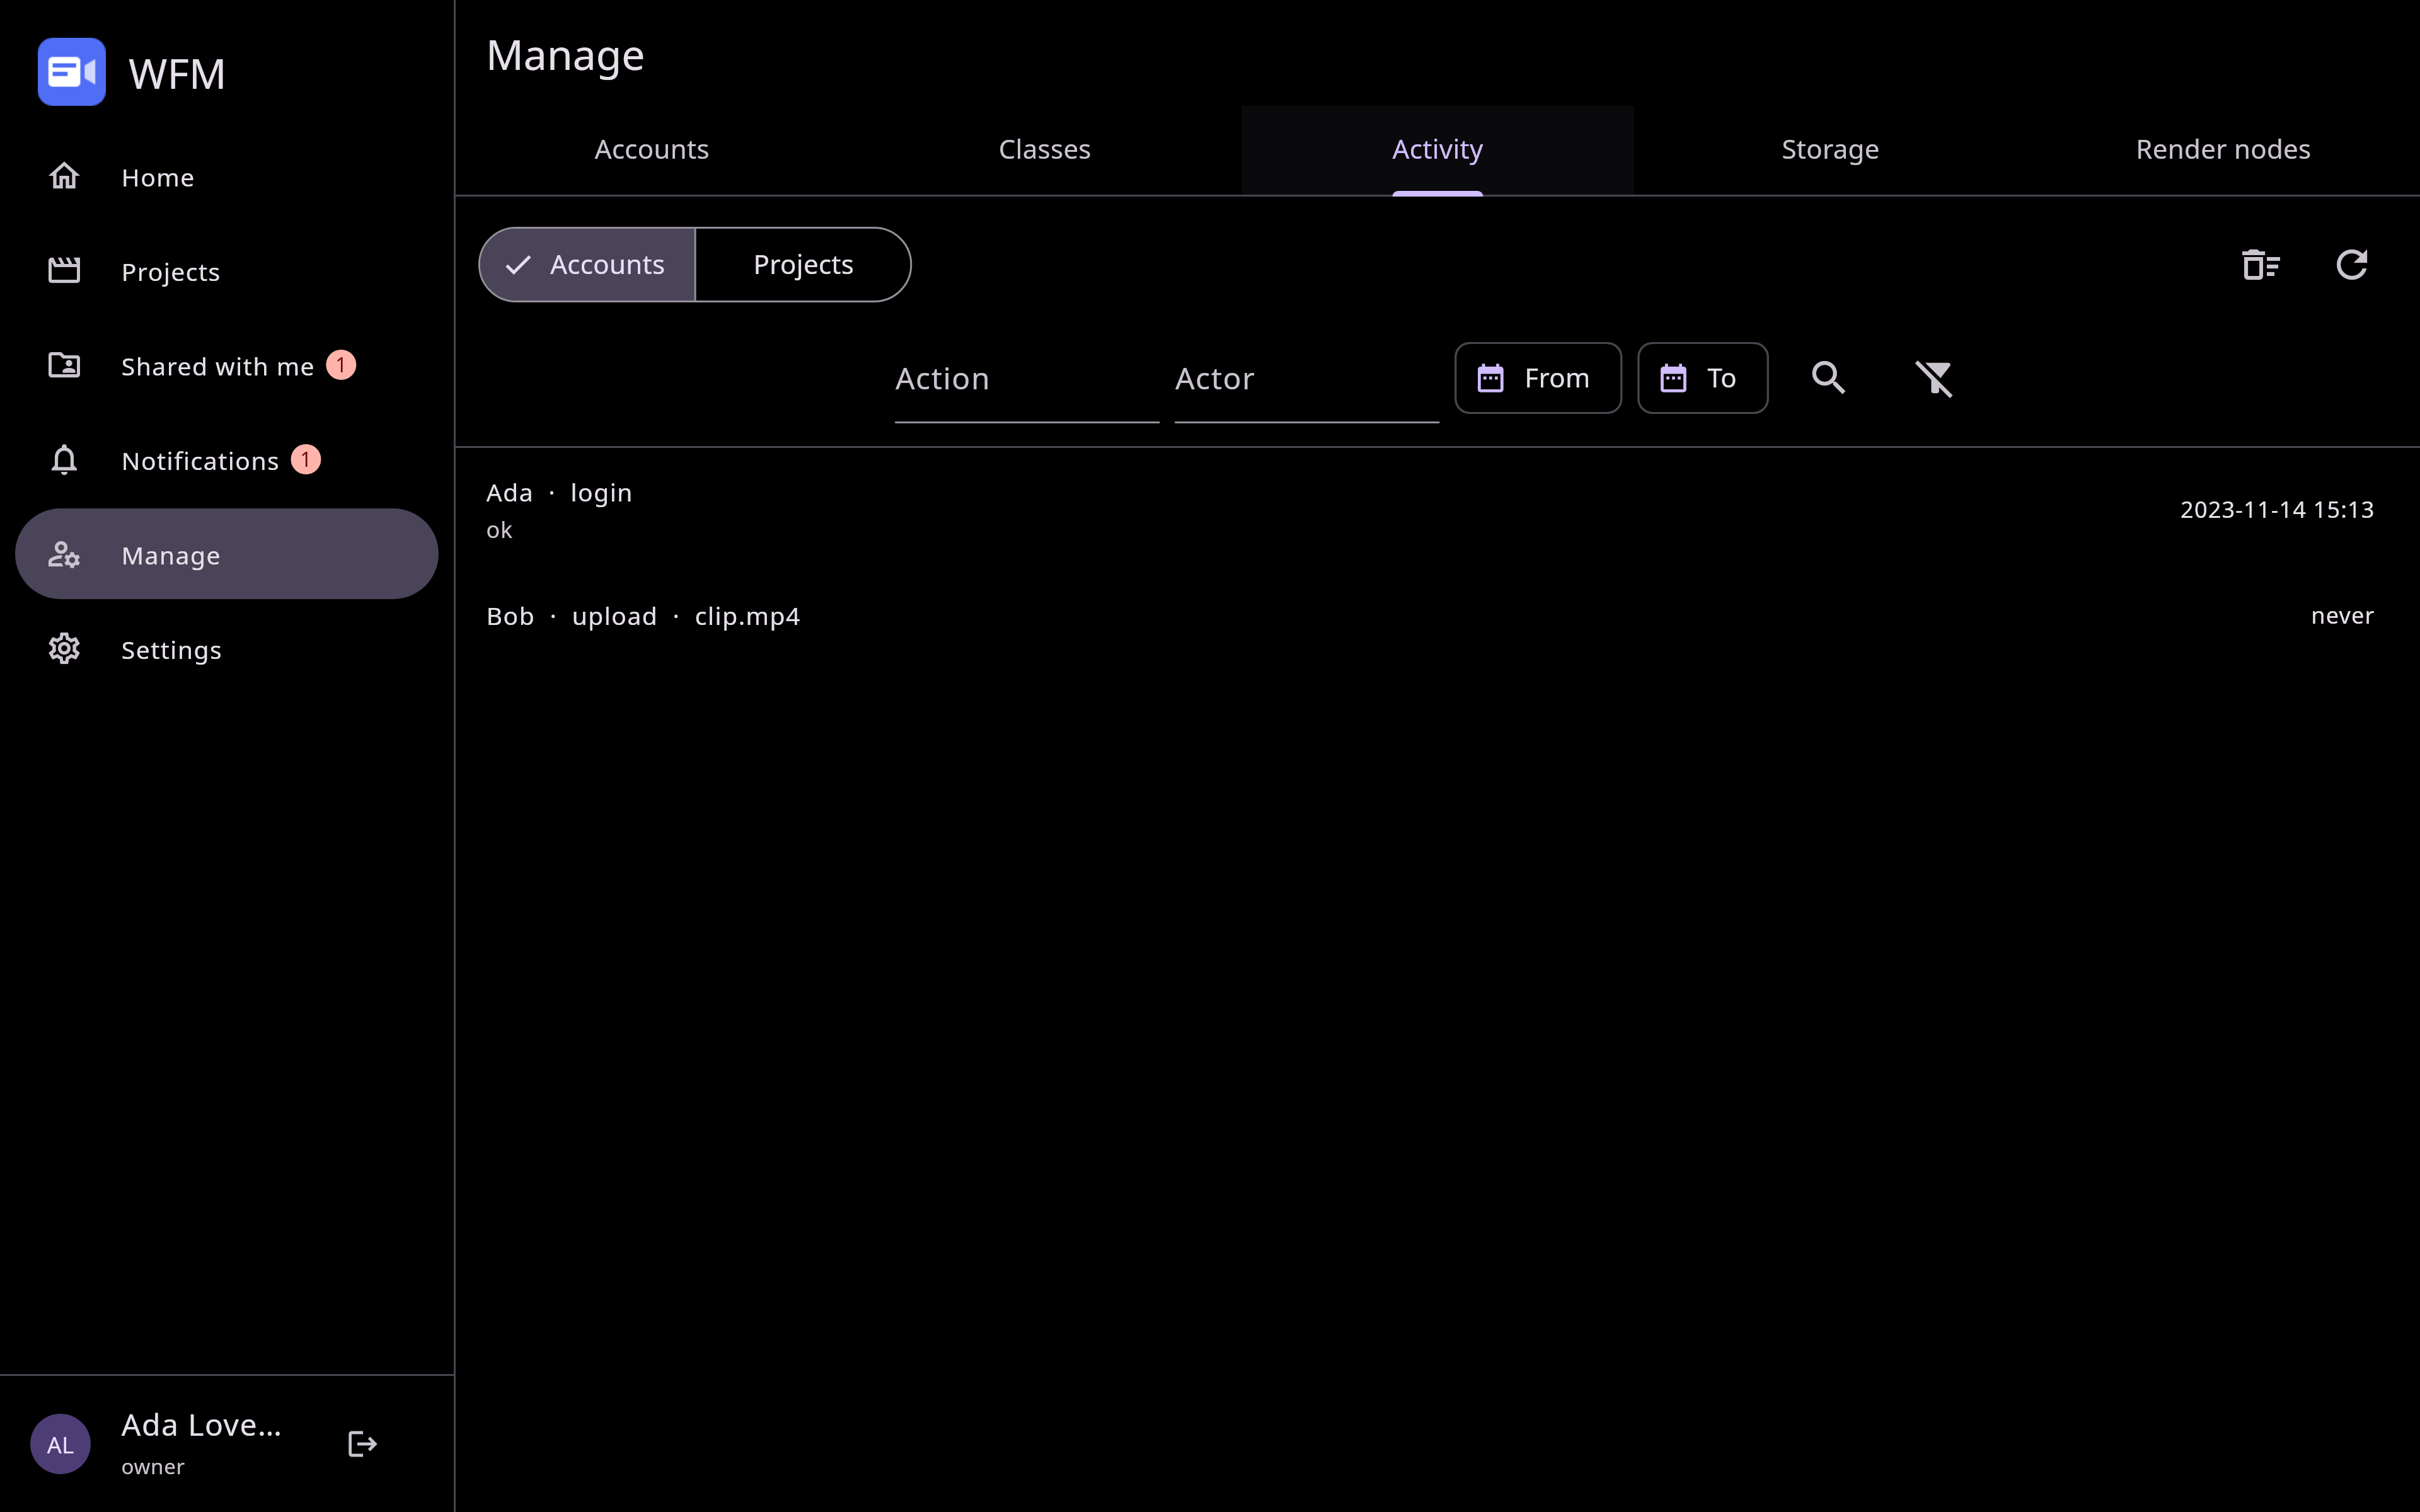 WFM
Home
Projects
Shared with me 1
Notifications 1
Manage
Settings
AL
Ada Love...
owner
Manage
Accounts
Classes
Activity
Storage
Render nodes
Accounts
Projects
Action
Actor
From
To
Ada · login
ok
2023-11-14 15:13
Bob · upload · clip.mp4
never